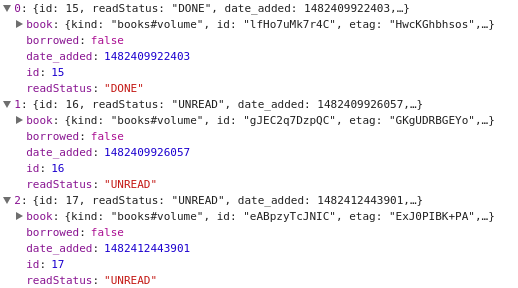 0: {id: 15, readStatus: "DONE", date_added: 1482409922403,…}
book: {kind: "books#volume", id: "lfHo7uMk7r4C", etag: "HwcKGhbhsos",…}
borrowed: false
date_added: 1482409922403
id: 15
readStatus: "DONE"
1: {id: 16, readStatus: "UNREAD", date_added: 1482409926057,…}
book: {kind: "books#volume", id: "gJEC2q7DzpQC", etag: "GKgUDRBGEYo",…}
borrowed: false
date_added: 1482409926057
id: 16
readStatus: "UNREAD"
2: {id: 17, readStatus: "UNREAD", date_added: 1482412443901,…}
book: {kind: "books#volume", id: "eABpzyTcJNIC", etag: "ExJ0PIBK+PA",…}
borrowed: false
date_added: 1482412443901
id: 17
readStatus: "UNREAD"